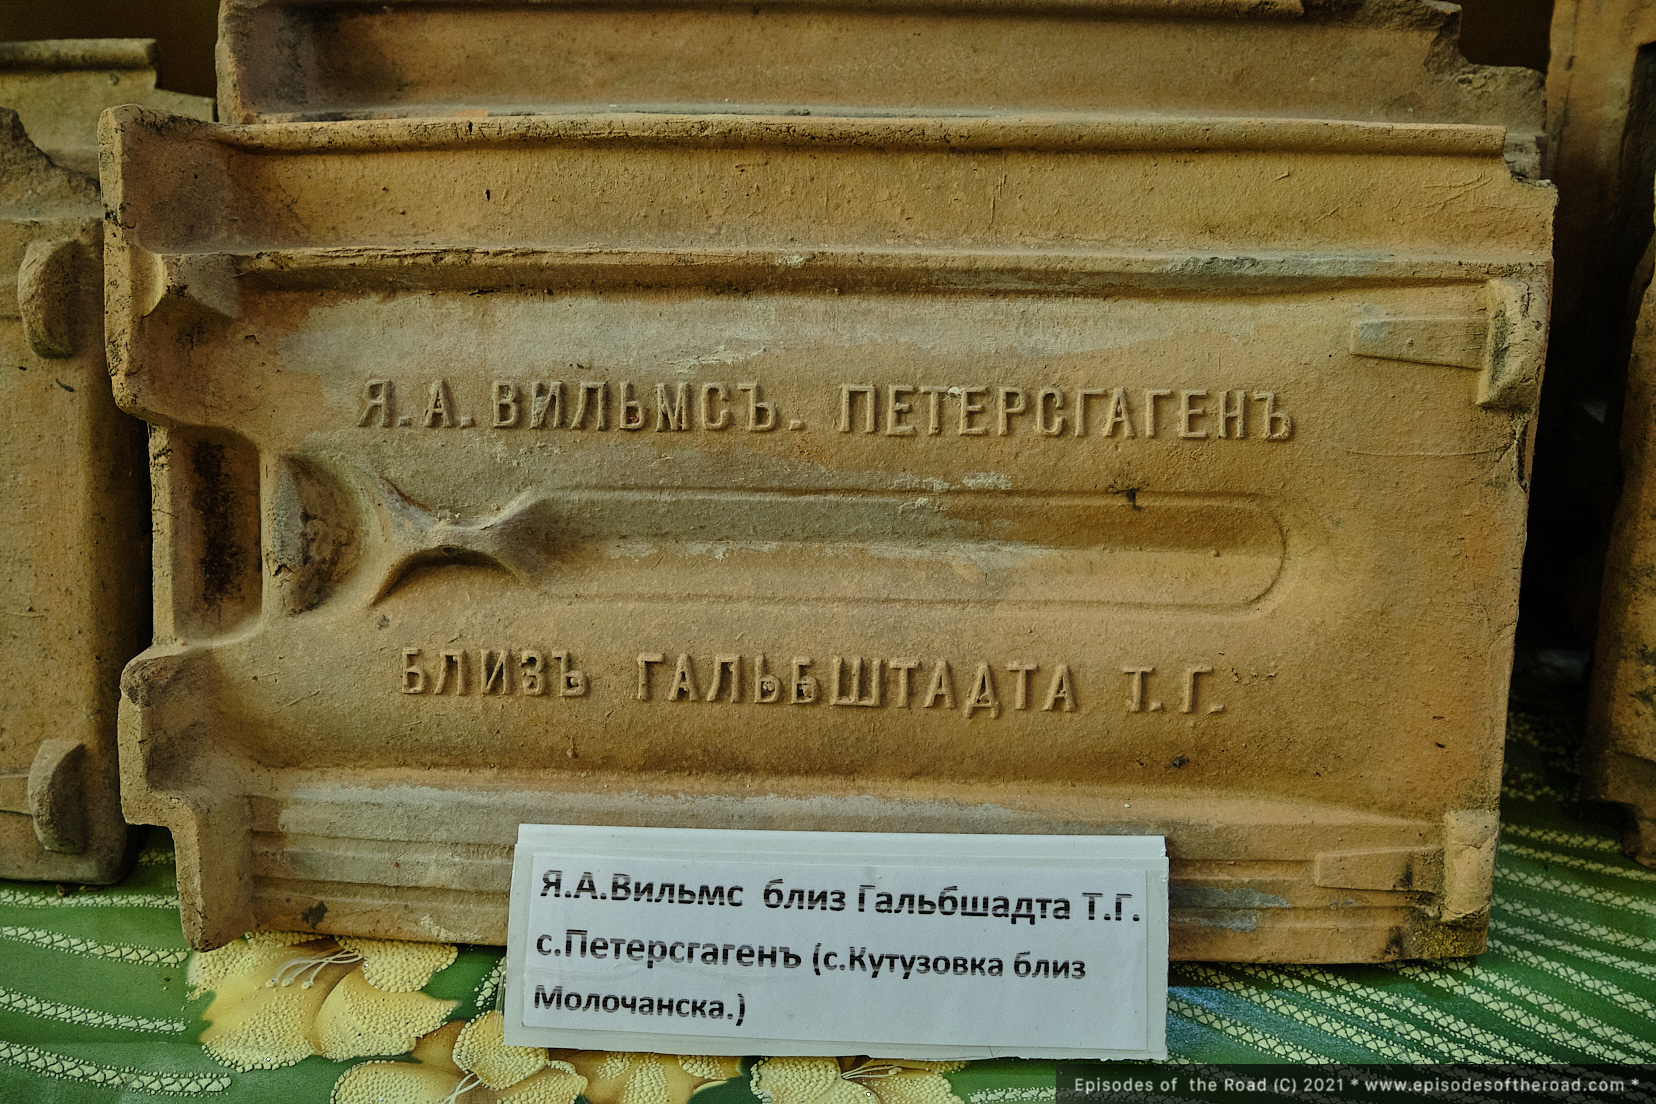 Я.А.ВИЛЬМСЪ. ПЕТЕРСГАГЕНЪ
БЛИЗЪ ГАЛЬБШТАДТА Т.Г.
Я.А.Вильмс близ Гальбшадта Т.Г.
с.Петерсгагенъ (с.Кутузовка близ
Молочанска.)
Episodes of the Road (C) 2021 * www.episodesoftheroad.com *